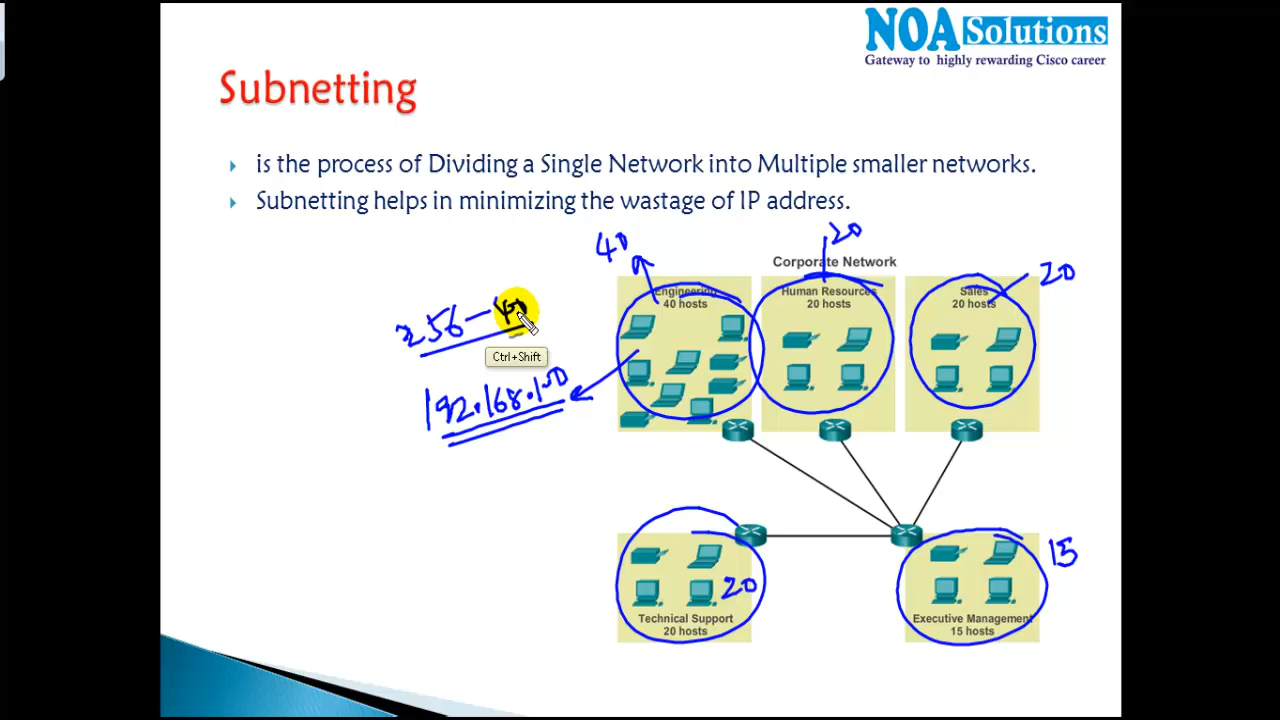 NOA Solutions
Gateway to highly rewarding Cisco career
Subnetting
is the process of Dividing a Single Network into Multiple smaller networks.
Subnetting helps in minimizing the wastage of IP address.
40
20
20
Corporate Network
Engineering
40 hosts
Human Resources
20 hosts
Sales
20 hosts
256 - 40
Ctrl+Shift
192.168.1.0
20
15
Technical Support
20 hosts
Executive Management
15 hosts